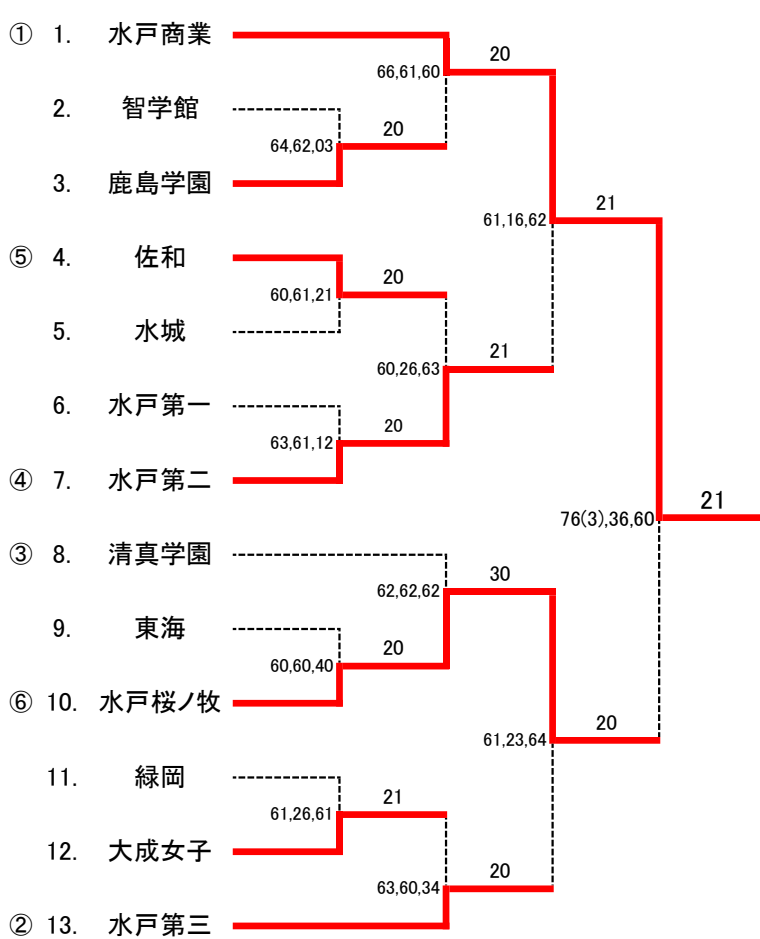 ① 1. 水戸商業
20
66,61,60
2. 智学館
20
64,62,03
3. 鹿島学園
21
61,16,62
⑤ 4. 佐和
20
60,61,21
5. 水城
21
60,26,63
6. 水戸第一
20
63,61,12
④ 7. 水戸第二
21
76(3),36,60
③ 8. 清真学園
30
62,62,62
9. 東海
20
60,60,40
⑥ 10. 水戸桜ノ牧
20
61,23,64
11. 緑岡
21
61,26,61
12. 大成女子
20
63,60,34
② 13. 水戸第三